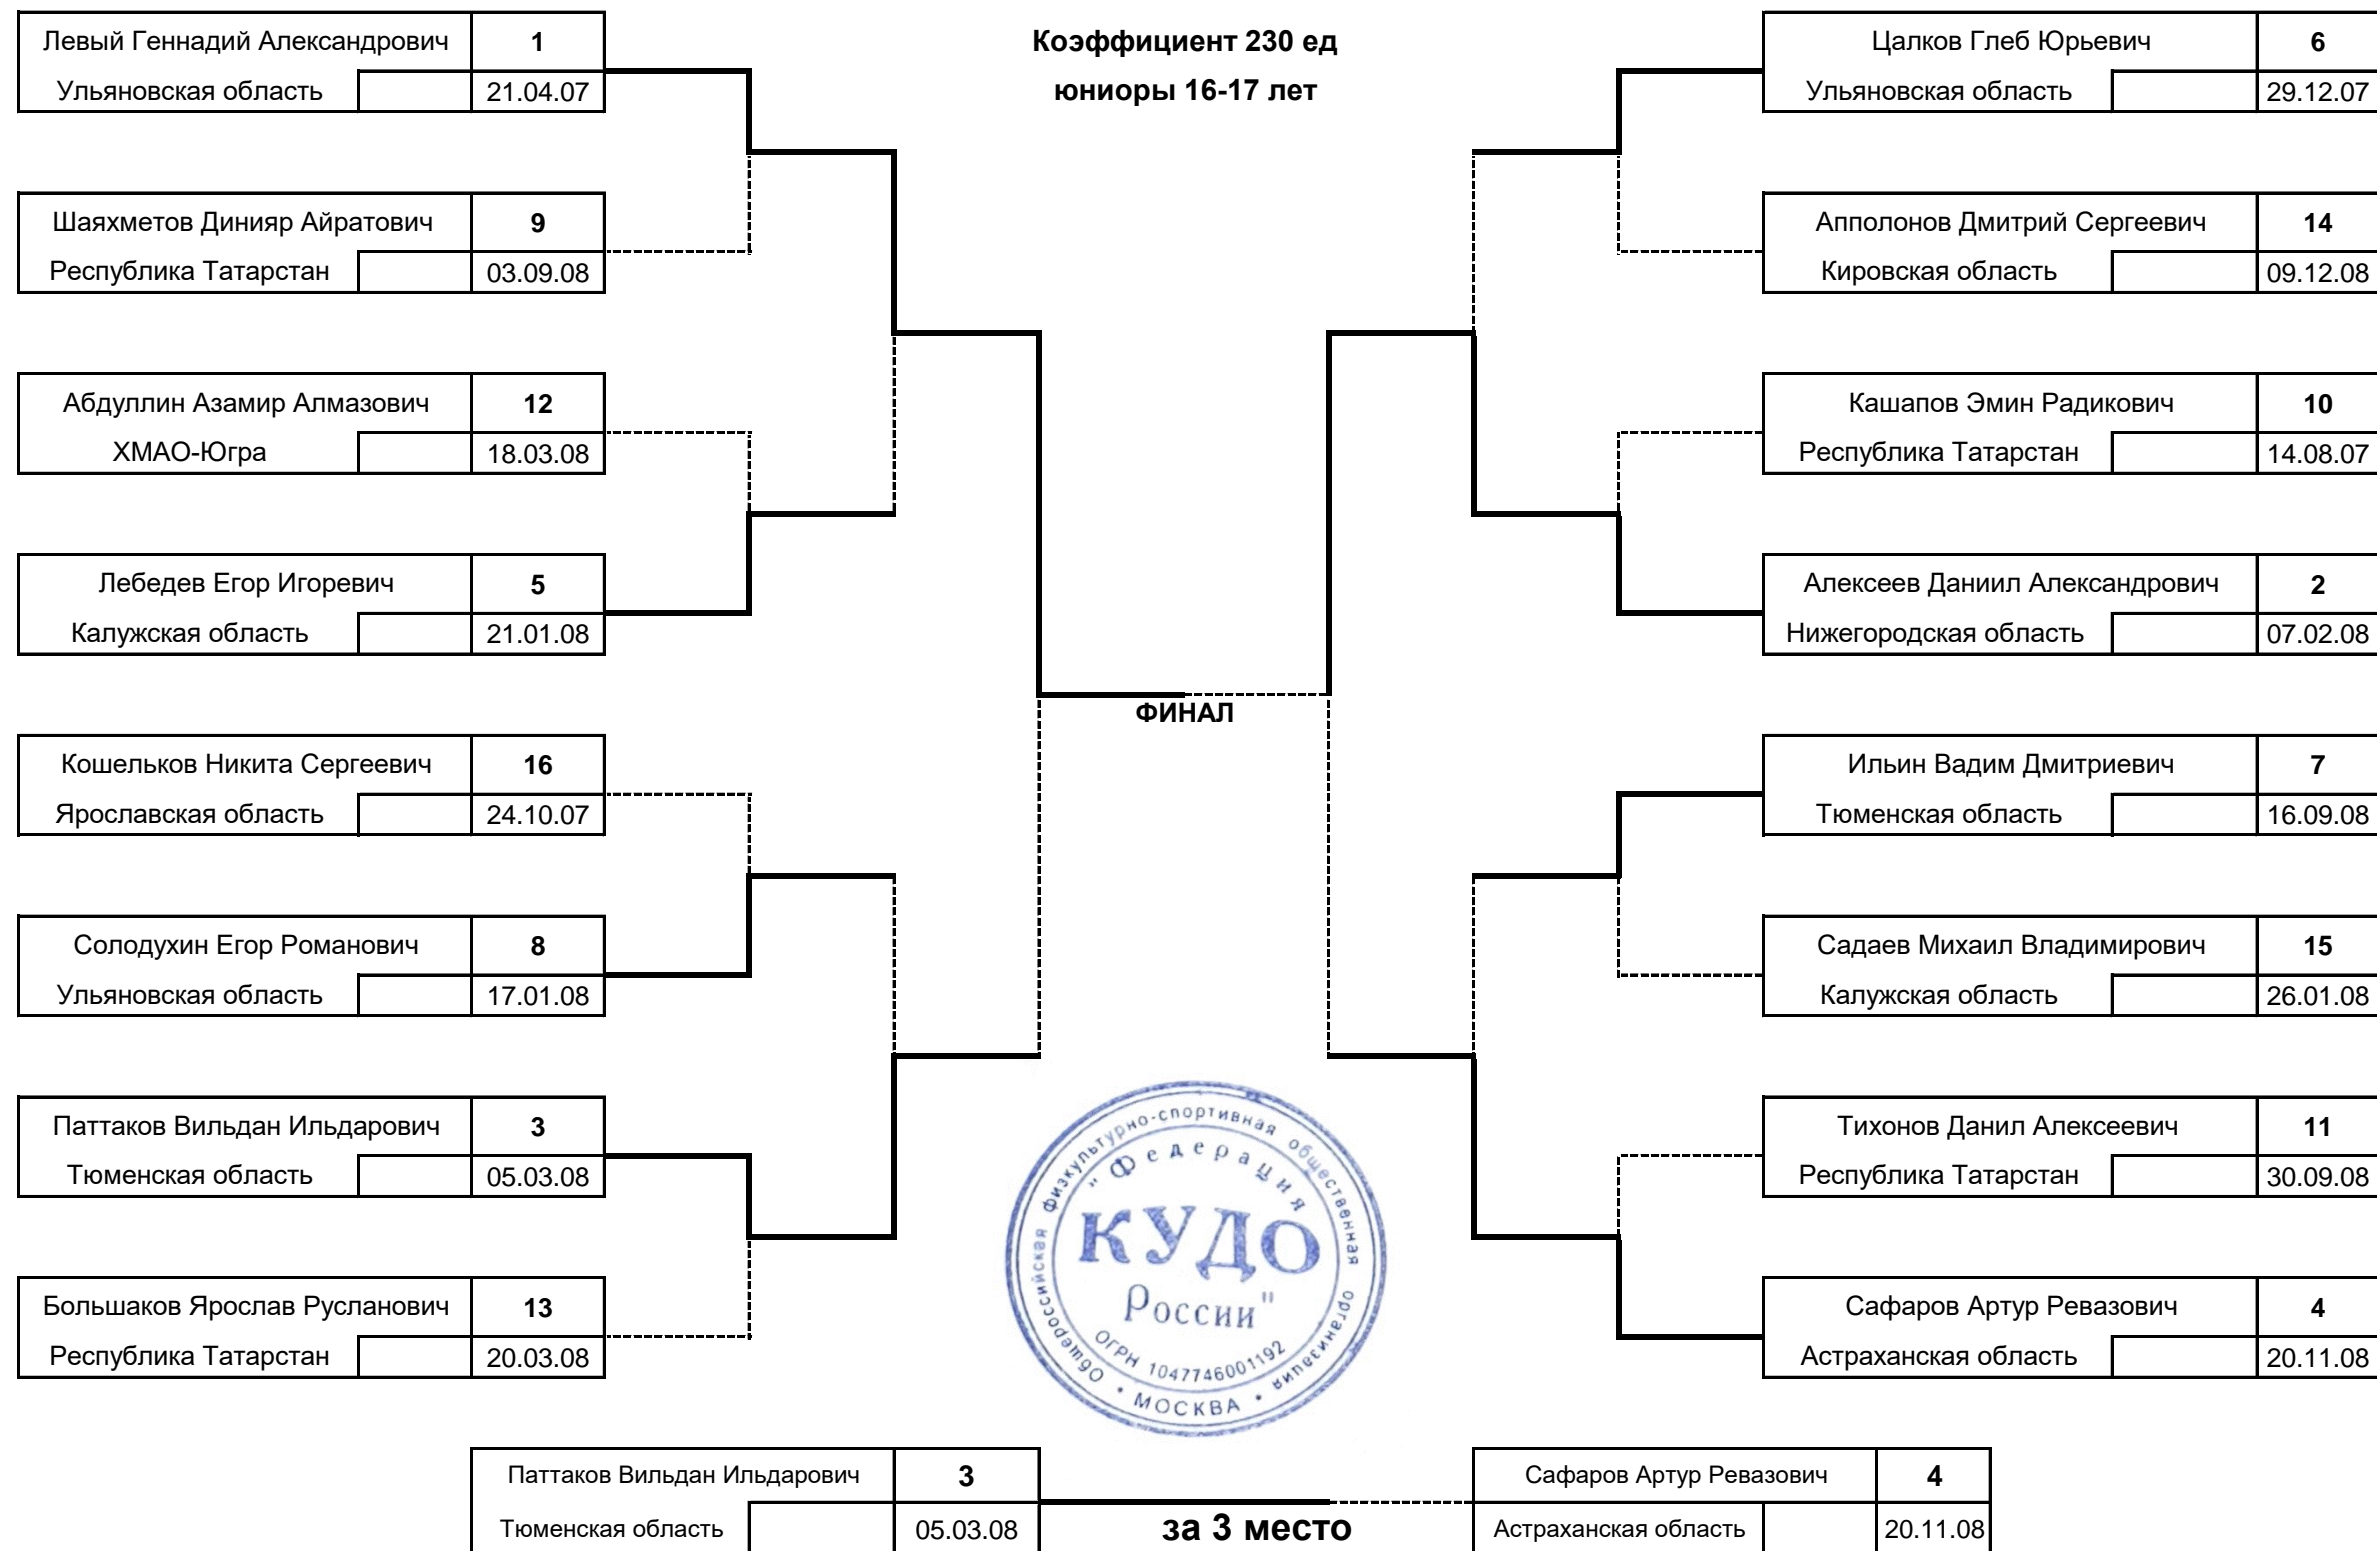 Коэффициент 230 ед
юниоры 16-17 лет
Левый Геннадий Александрович 1
Ульяновская область 21.04.07
Шаяхметов Динияр Айратович 9
Республика Татарстан 03.09.08
Абдуллин Азамир Алмазович 12
ХМАО-Югра 18.03.08
Лебедев Егор Игоревич 5
Калужская область 21.01.08
Кошельков Никита Сергеевич 16
Ярославская область 24.10.07
Солодухин Егор Романович 8
Ульяновская область 17.01.08
Паттаков Вильдан Ильдарович 3
Тюменская область 05.03.08
Большаков Ярослав Русланович 13
Республика Татарстан 20.03.08
ФИНАЛ
Цалков Глеб Юрьевич 6
Ульяновская область 29.12.07
Апполонов Дмитрий Сергеевич 14
Кировская область 09.12.08
Кашапов Эмин Радикович 10
Республика Татарстан 14.08.07
Алексеев Даниил Александрович 2
Нижегородская область 07.02.08
Ильин Вадим Дмитриевич 7
Тюменская область 16.09.08
Садаев Михаил Владимирович 15
Калужская область 26.01.08
Тихонов Данил Алексеевич 11
Республика Татарстан 30.09.08
Сафаров Артур Ревазович 4
Астраханская область 20.11.08
Общероссийская физкультурно-спортивная общественная организация
"Федерация
КУДО
России"
ОГРН 1047746001192
• МОСКВА •
Паттаков Вильдан Ильдарович 3
Тюменская область 05.03.08
за 3 место
Сафаров Артур Ревазович 4
Астраханская область 20.11.08